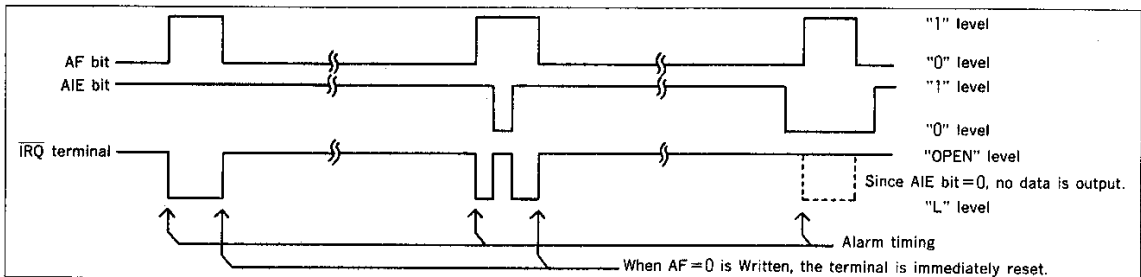 "1" level
AF bit
"0" level
AIE bit
"1" level
"0" level
IRQ terminal
"OPEN" level
Since AIE bit=0, no data is output.
"L" level
Alarm timing
When AF=0 is Written, the terminal is immediately reset.